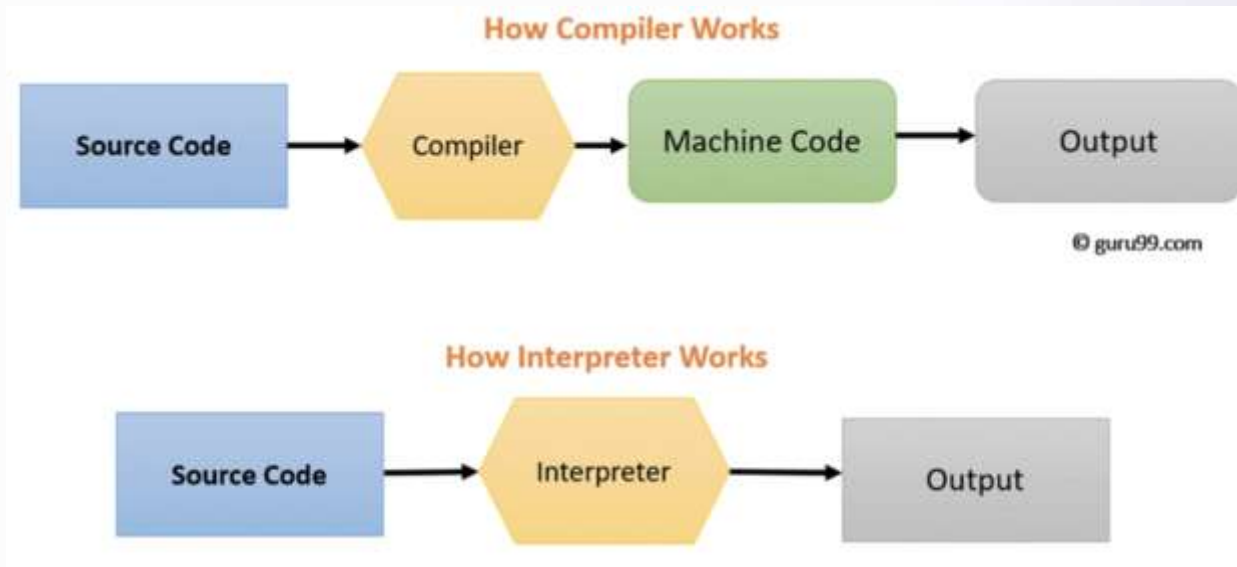 How Compiler Works
Source Code
Compiler
Machine Code
Output
© guru99.com
How Interpreter Works
Source Code
Interpreter
Output